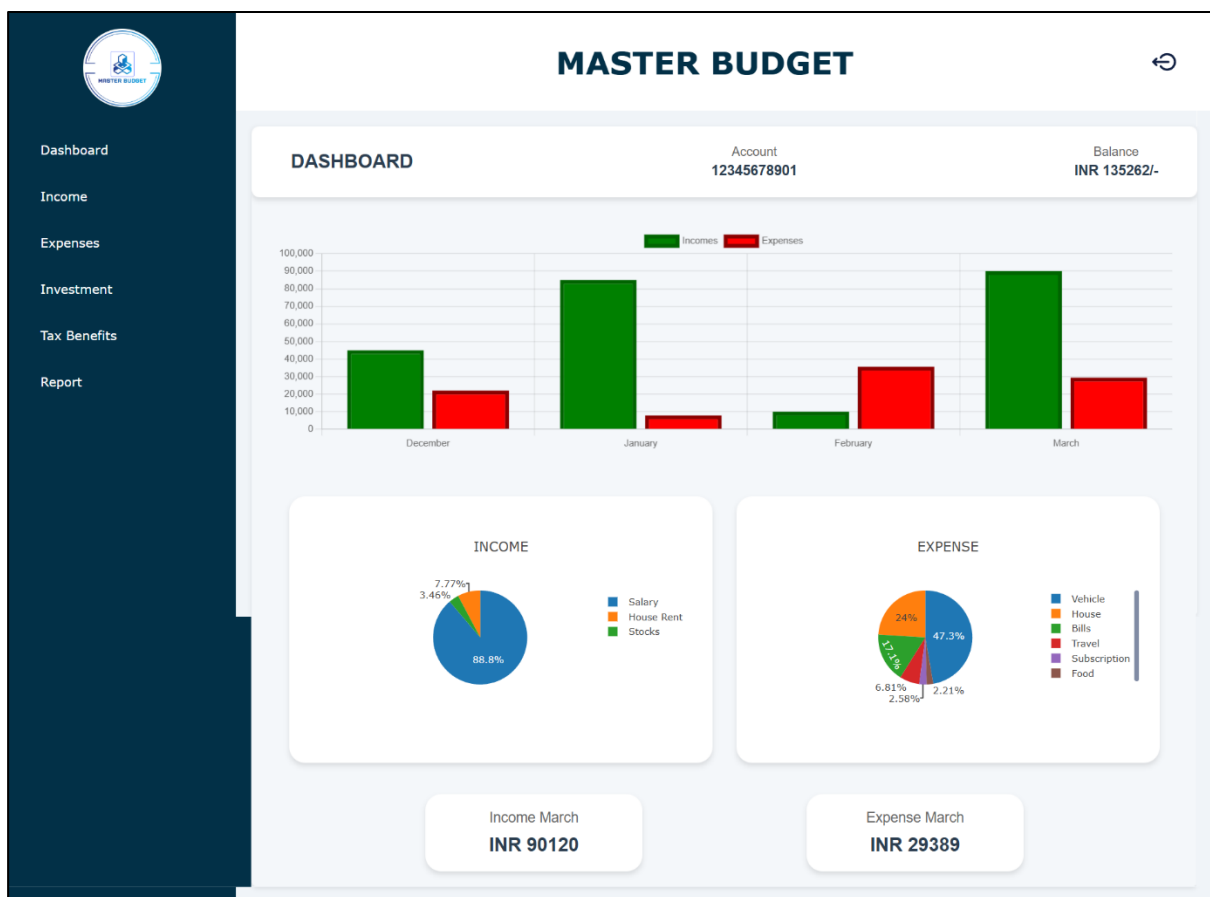 MASTER BUDGET
MASTER BUDGET
Dashboard
Income
Expenses
Investment
Tax Benefits
Report
DASHBOARD
Account
12345678901
Balance
INR 135262/-
Incomes Expenses
100,000
90,000
80,000
70,000
60,000
50,000
40,000
30,000
20,000
10,000
0
December January February March
INCOME
7.77%
3.46%
88.8%
Salary
House Rent
Stocks
EXPENSE
24%
47.3%
17.1%
6.81%
2.58%
2.21%
Vehicle
House
Bills
Travel
Subscription
Food
Income March
INR 90120
Expense March
INR 29389